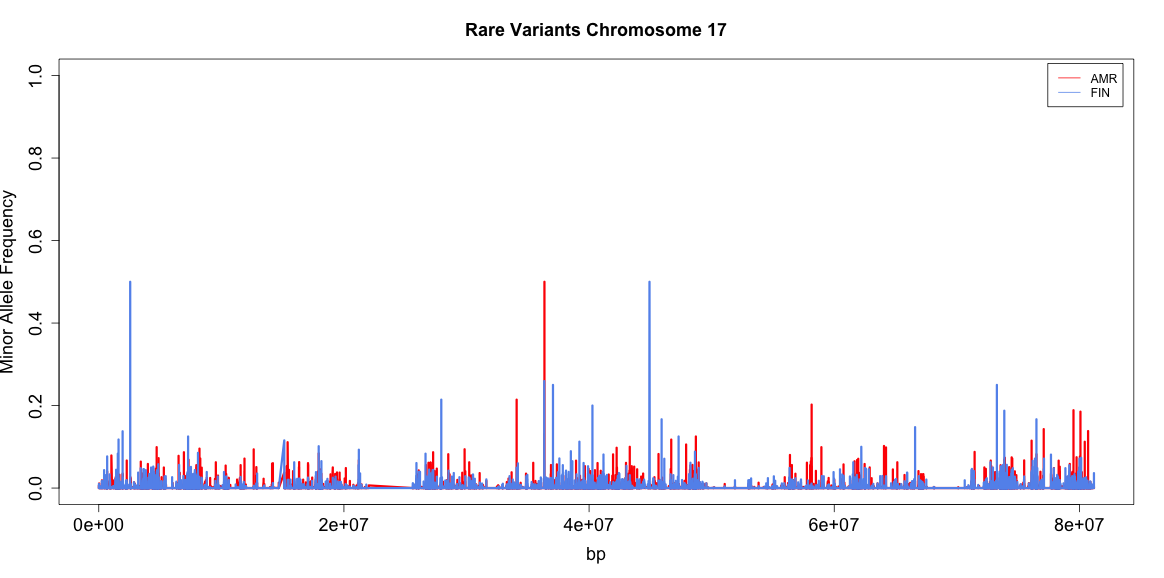 Rare Variants Chromosome 17
AMR
FIN
Minor Allele Frequency
1.0
0.8
0.6
0.4
0.2
0.0
0e+00 2e+07 4e+07 6e+07 8e+07
bp